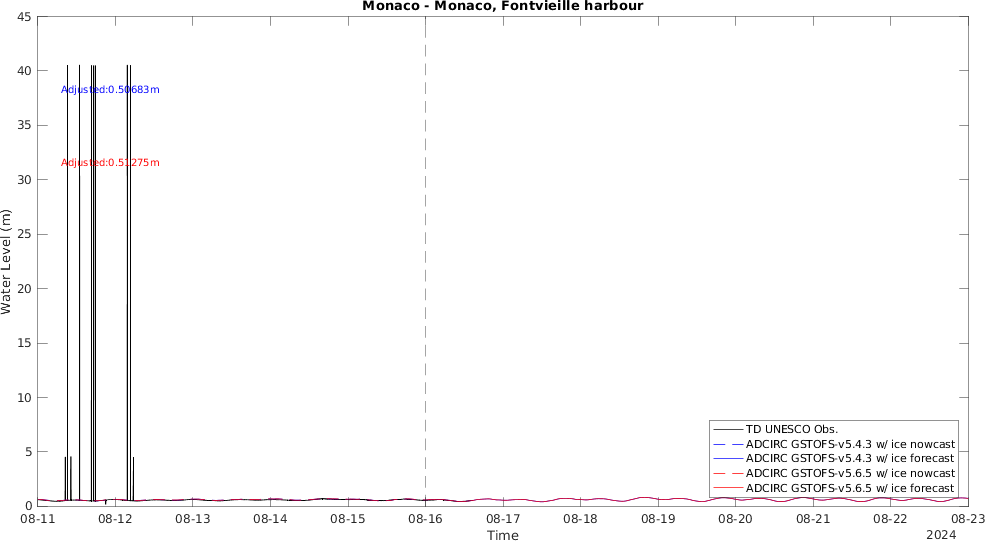 Monaco - Monaco, Fontvieille harbour
45
40
35
30
25
20
15
10
5
0
Water Level (m)
Adjusted:0.50683m
Adjusted:0.51275m
TD UNESCO Obs.
ADCIRC GSTOFS-v5.4.3 w/ ice nowcast
ADCIRC GSTOFS-v5.4.3 w/ ice forecast
ADCIRC GSTOFS-v5.6.5 w/ ice nowcast
ADCIRC GSTOFS-v5.6.5 w/ ice forecast
08-11 08-12 08-13 08-14 08-15 08-16 08-17 08-18 08-19 08-20 08-21 08-22 08-23
Time
2024